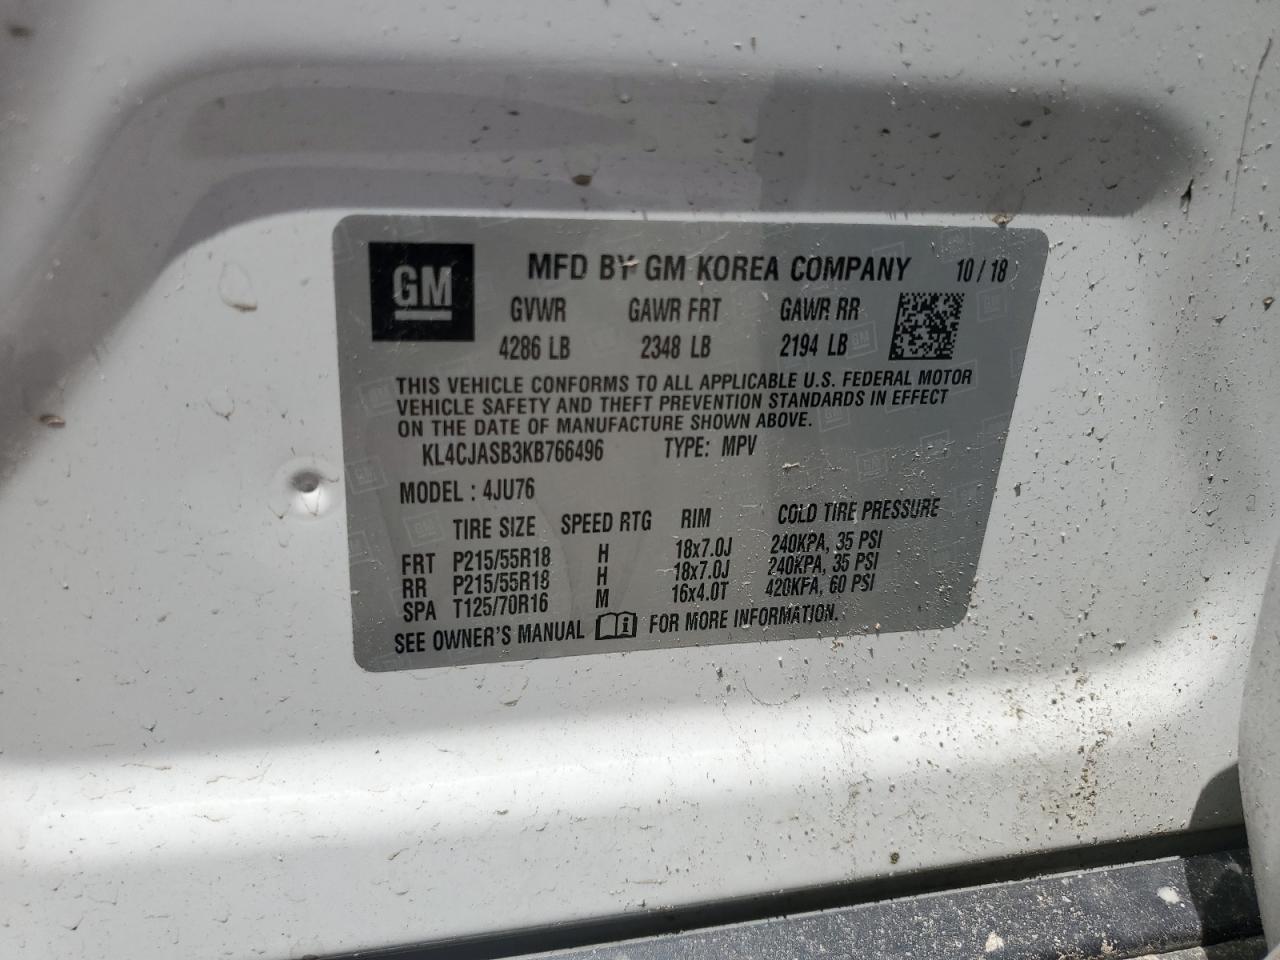 GM MFD BY GM KOREA COMPANY 10/18
GVWR GAWR FRT GAWR RR
4286 LB 2348 LB 2194 LB
THIS VEHICLE CONFORMS TO ALL APPLICABLE U.S. FEDERAL MOTOR
VEHICLE SAFETY AND THEFT PREVENTION STANDARDS IN EFFECT
ON THE DATE OF MANUFACTURE SHOWN ABOVE.
KL4CJASB3KB766496 TYPE: MPV
MODEL : 4JU76
TIRE SIZE SPEED RTG RIM COLD TIRE PRESSURE
FRT P215/55R18 H 18x7.0J 240KPA, 35 PSI
RR P215/55R18 H 18x7.0J 240KPA, 35 PSI
SPA T125/70R16 M 16x4.0T 420KPA, 60 PSI
SEE OWNER'S MANUAL FOR MORE INFORMATION.